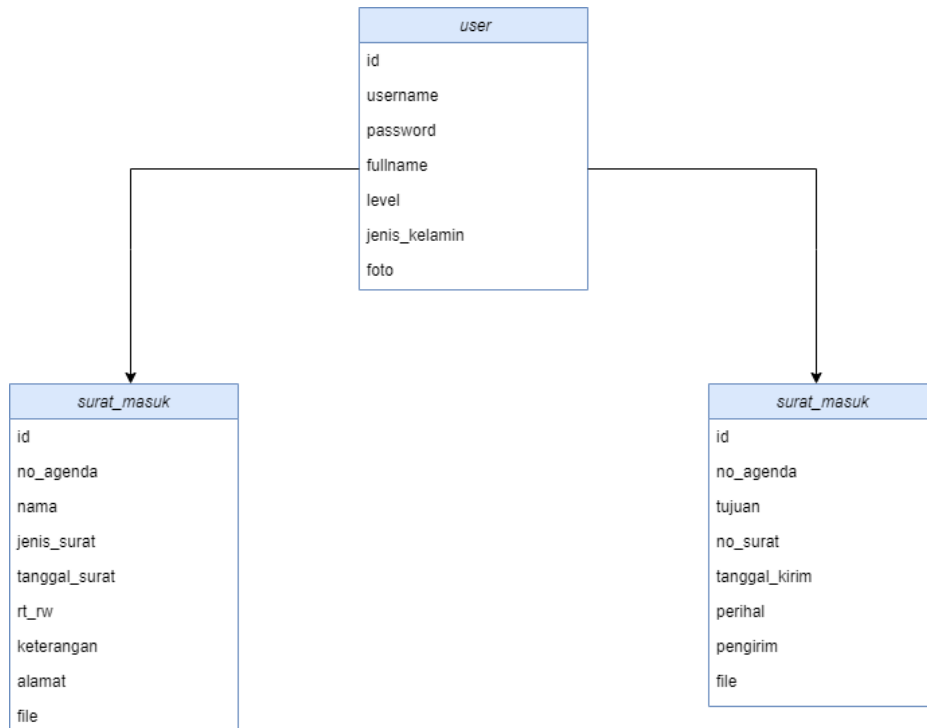 user
id
username
password
fullname
level
jenis_kelamin
foto
surat_masuk
id
no_agenda
nama
jenis_surat
tanggal_surat
rt_rw
keterangan
alamat
file
surat_masuk
id
no_agenda
tujuan
no_surat
tanggal_kirim
perihal
pengirim
file